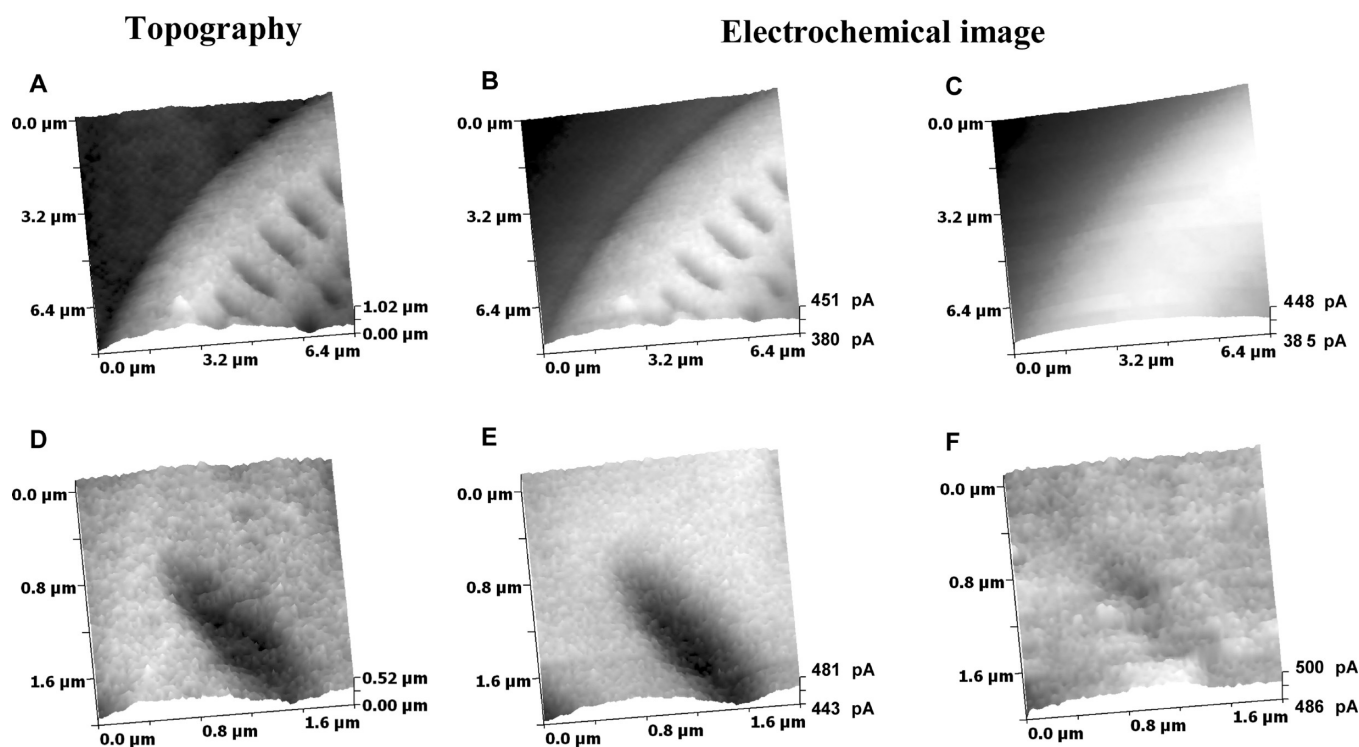 Topography
Electrochemical image
A
0.0 µm
3.2 µm
6.4 µm
0.0 µm
3.2 µm
6.4 µm
1.02 µm
0.00 µm
B
0.0 µm
3.2 µm
6.4 µm
0.0 µm
3.2 µm
6.4 µm
451 pA
380 pA
C
0.0 µm
3.2 µm
6.4 µm
0.0 µm
3.2 µm
6.4 µm
448 pA
385 pA
D
0.0 µm
0.8 µm
1.6 µm
0.0 µm
0.8 µm
1.6 µm
0.52 µm
0.00 µm
E
0.0 µm
0.8 µm
1.6 µm
0.0 µm
0.8 µm
1.6 µm
481 pA
443 pA
F
0.0 µm
0.8 µm
1.6 µm
0.0 µm
0.8 µm
1.6 µm
500 pA
486 pA